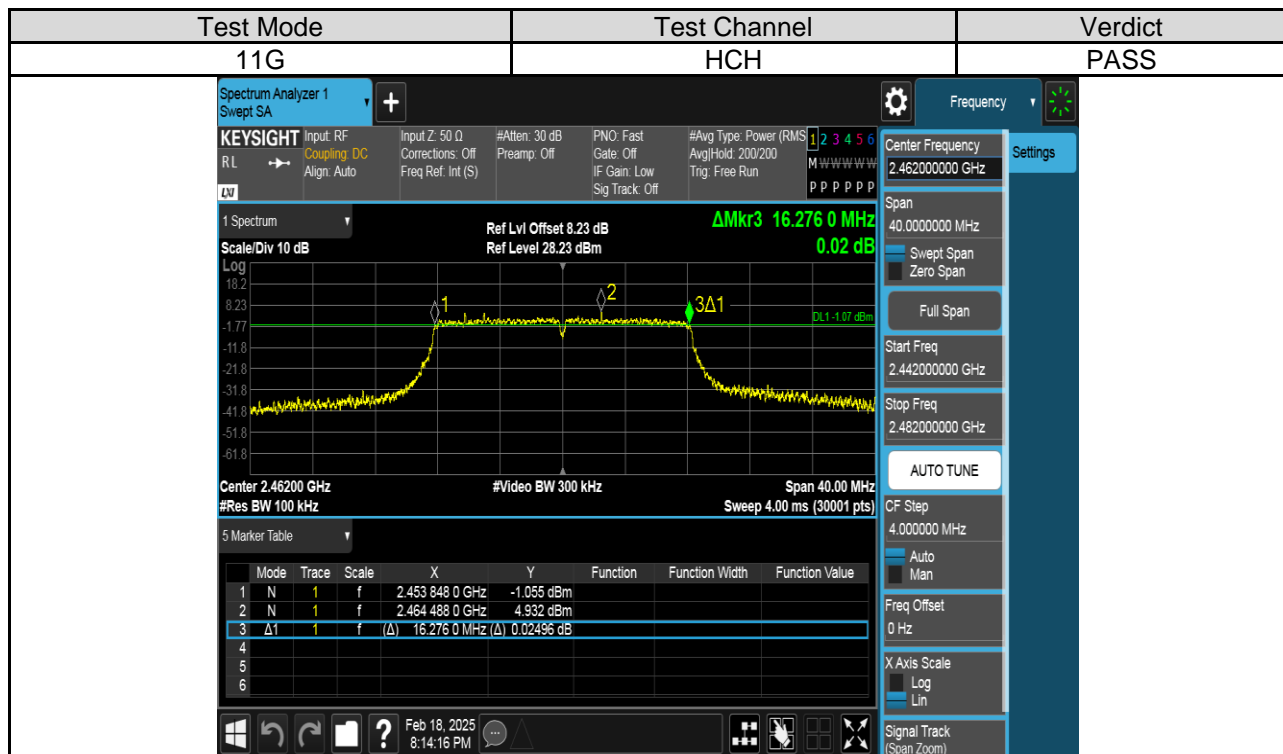 Test Mode Test Channel Verdict
11G HCH PASS
Spectrum Analyzer 1
Swept SA
+
Frequency
KEYSIGHT
RL
LXI
Input: RF
Coupling: DC
Align: Auto
Input Z: 50 Ω
Corrections: Off
Freq Ref: Int (S)
#Atten: 30 dB
Preamp: Off
PNO: Fast
Gate: Off
IF Gain: Low
Sig Track: Off
#Avg Type: Power (RMS
Avg|Hold: 200/200
Trig: Free Run
1 2 3 4 5 6
M W W W W W
P P P P P P
1 Spectrum
Scale/Div 10 dB
Ref Lvl Offset 8.23 dB
Ref Level 28.23 dBm
ΔMkr3 16.276 0 MHz
0.02 dB
Log
18.2
8.23
-1.77
-11.8
-21.8
-31.8
-41.8
-51.8
-61.8
1
2
3Δ1
DL1 -1.07 dBm
Center 2.46200 GHz #Video BW 300 kHz Span 40.00 MHz
#Res BW 100 kHz Sweep 4.00 ms (30001 pts)
5 Marker Table
Mode Trace Scale X Y Function Function Width Function Value
1 N 1 f 2.453 848 0 GHz -1.055 dBm
2 N 1 f 2.464 488 0 GHz 4.932 dBm
3 Δ1 1 f (Δ) 16.276 0 MHz (Δ) 0.02496 dB
4
5
6
? Feb 18, 2025
8:14:16 PM
Center Frequency
2.462000000 GHz
Settings
Span
40.0000000 MHz
Swept Span
Zero Span
Full Span
Start Freq
2.442000000 GHz
Stop Freq
2.482000000 GHz
AUTO TUNE
CF Step
4.000000 MHz
Auto
Man
Freq Offset
0 Hz
X Axis Scale
Log
Lin
Signal Track
(Span Zoom)